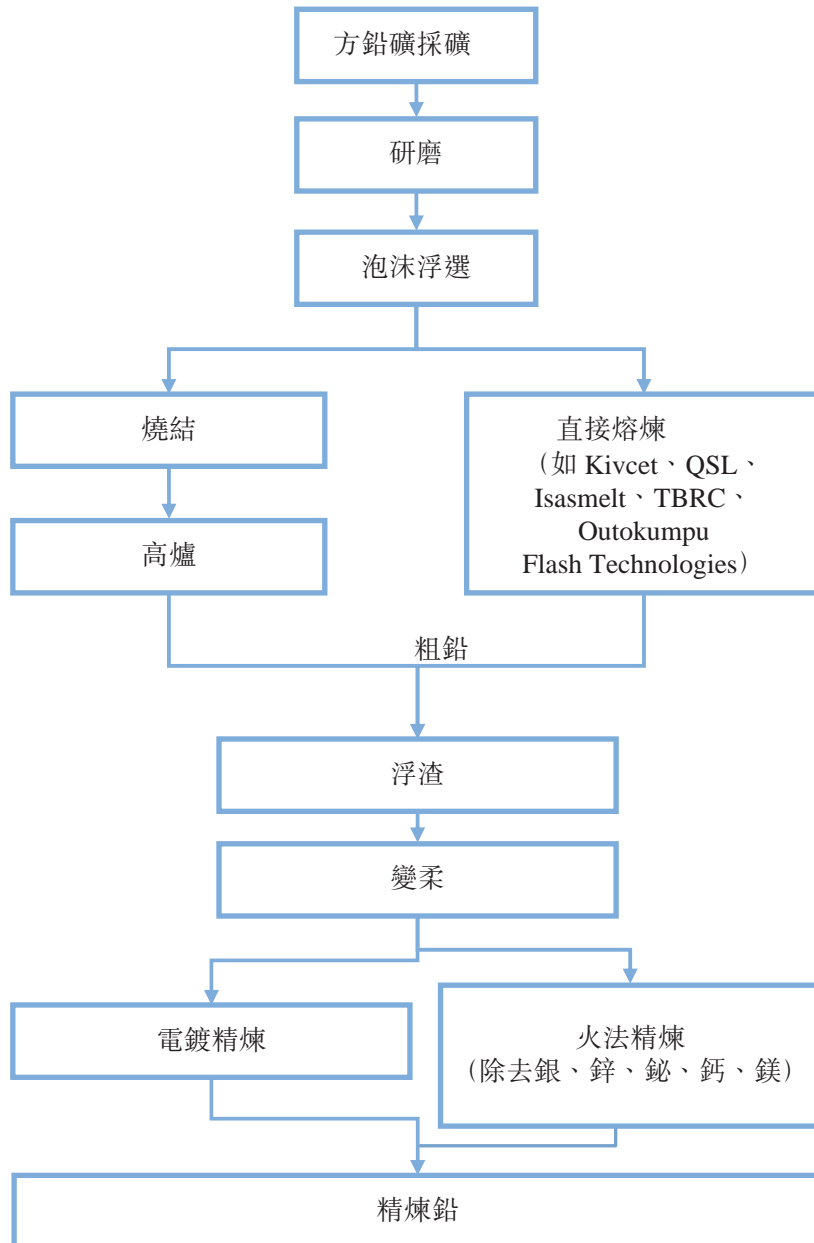 方鉛礦採礦
研磨
泡沫浮選
燒結
高爐
直接熔煉
（如 Kivcet、QSL、
Isasmelt、TBRC、
Outokumpu
Flash Technologies）
粗鉛
浮渣
變柔
電鍍精煉
火法精煉
（除去銀、鋅、鉍、鈣、鎂）
精煉鉛